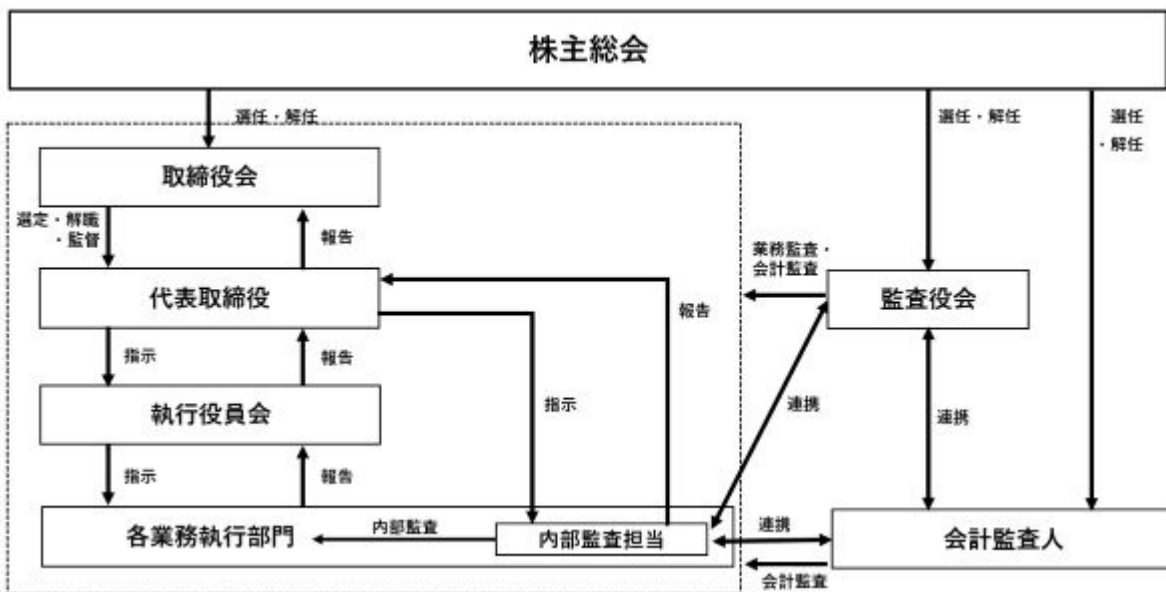 株主総会
選任・解任
選任・解任
選任
・解任
取締役会
選定・解職
・監督
報告
業務監査・
会計監査
代表取締役
監査役会
報告
指示
報告
執行役員会
指示
連携
連携
指示
報告
各業務執行部門
内部監査
内部監査担当
連携
会計監査人
会計監査